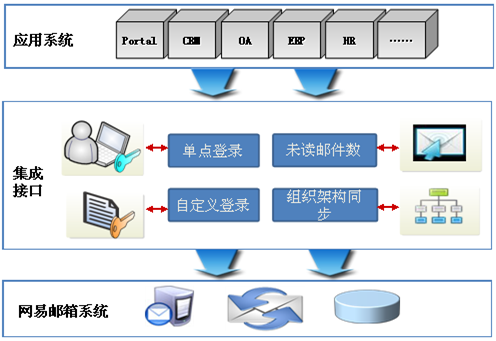 应用系统
Portal
CRM
OA
ERP
HR
……
集成
接口
单点登录
未读邮件数
自定义登录
组织架构同
步
网易邮箱系统